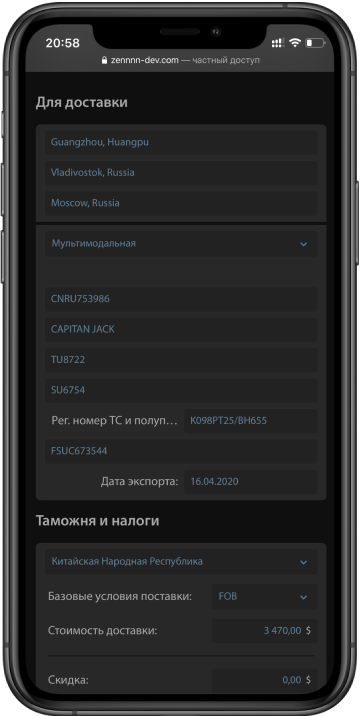 20:58
zennnn-dev.com — частный доступ
Для доставки
Guangzhou, Huangpu
Vladivostok, Russia
Moscow, Russia
Мультимодальная
CNRU753986
CAPITAN JACK
TU8722
SU6754
Рег. номер ТС и полуп... K098PT25/BH655
FSUC673544
Дата экспорта: 16.04.2020
Таможня и налоги
Китайская Народная Республика
Базовые условия поставки: FOB
Стоимость доставки: 3 470,00 $
Скидка: 0,00 $